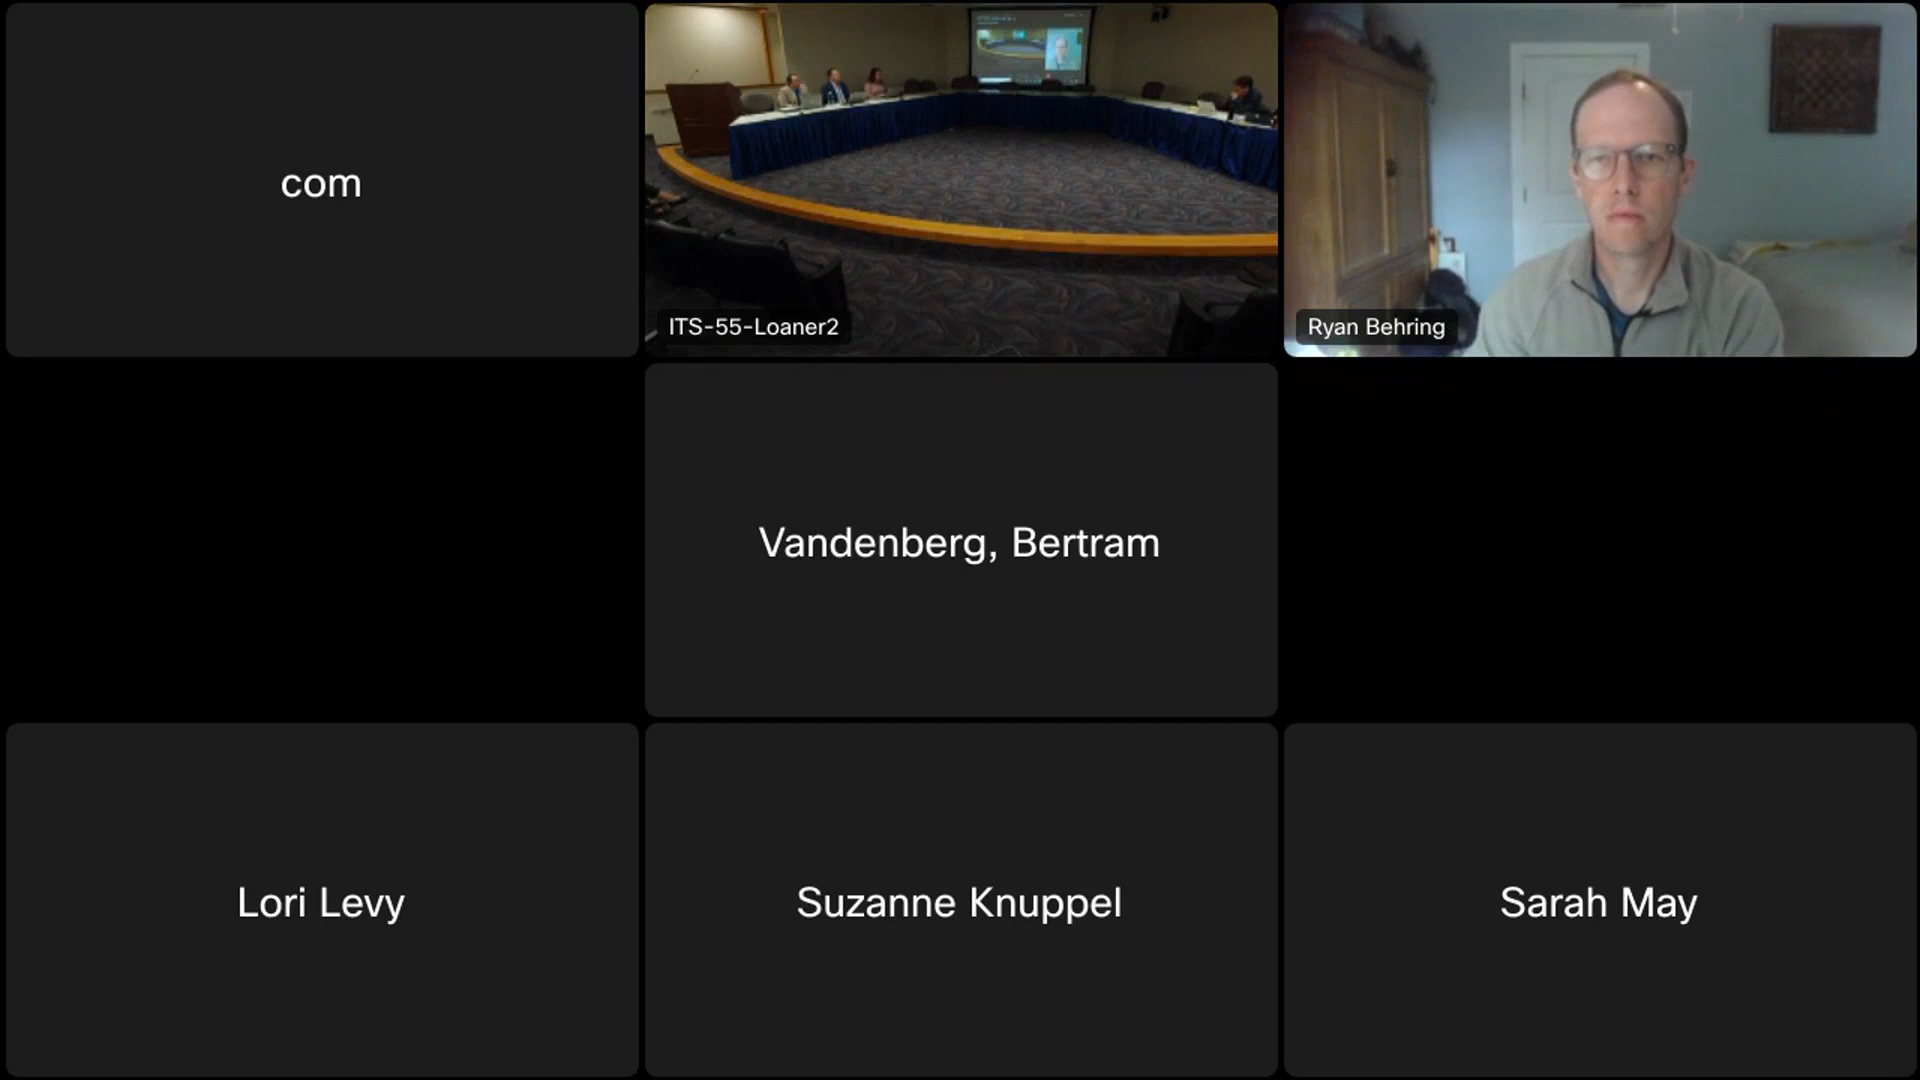 com
ITS-55-Loaner2
Ryan Behring
Vandenberg, Bertram
Lori Levy
Suzanne Knuppel
Sarah May